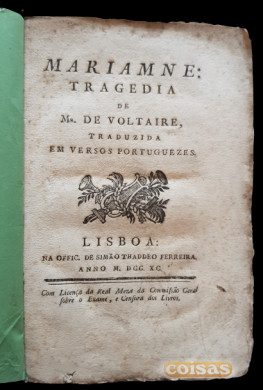 MARIAMNE:
TRAGEDIA
DE
MR. DE VOLTAIRE,
TRADUZIDA
EM VERSOS PORTUGUEZES.
LISBOA:
NA OFFIC. DE SIMÃO THADDEO FERREIRA.
ANNO M. DCC. XC.
Com Licença da Real Meza da Commissão Geral
sobre o Exame, e Censura dos Livros.
coisas